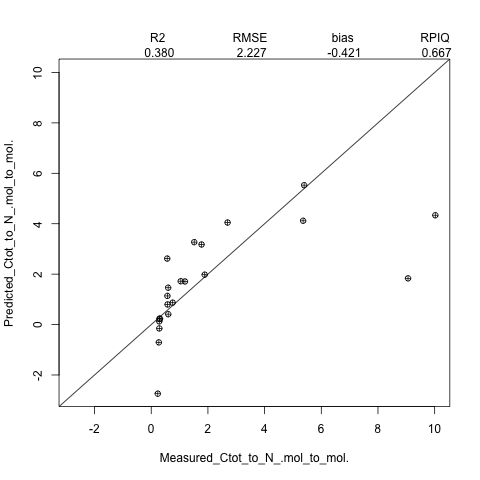 R2 RMSE bias RPIQ
0.380 2.227 -0.421 0.667
10
8
6
4
2
0
-2
Predicted_Ctot_to_N_.mol_to_mol.
-2 0 2 4 6 8 10
Measured_Ctot_to_N_.mol_to_mol.